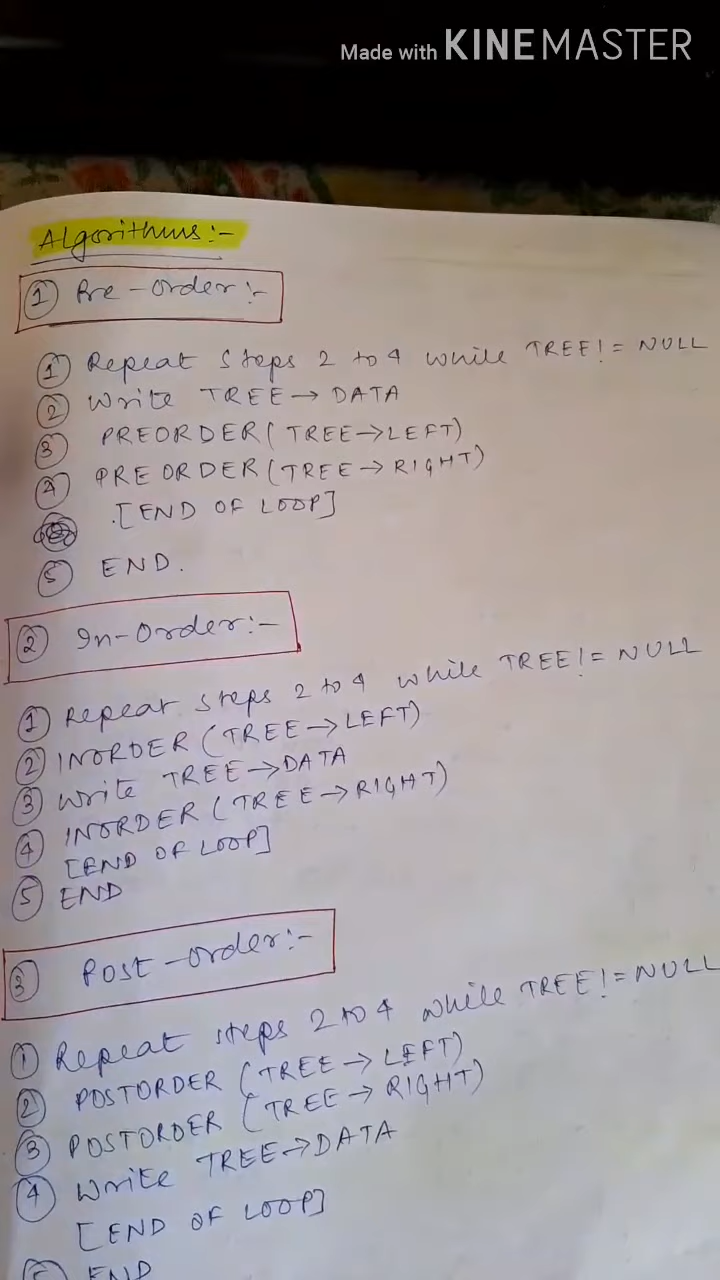 Made with KINEMASTER
Algorithms:-
① Pre-order:-
① Repeat Steps 2 to 4 while TREE != NULL
② Write TREE → DATA
③ PREORDER(TREE→LEFT)
④ PREORDER(TREE→RIGHT)
.[END OF LOOP]
⑤ END.
② In-Order:-
① Repeat steps 2 to 4 while TREE != NULL
② INORDER (TREE→LEFT)
③ Write TREE→DATA
④ INORDER (TREE→RIGHT)
[END OF LOOP]
⑤ END
③ Post-order:-
① Repeat steps 2 to 4 while TREE != NULL
② POSTORDER (TREE→LEFT)
③ POSTORDER (TREE→RIGHT)
④ Write TREE→DATA
[END OF LOOP]
END